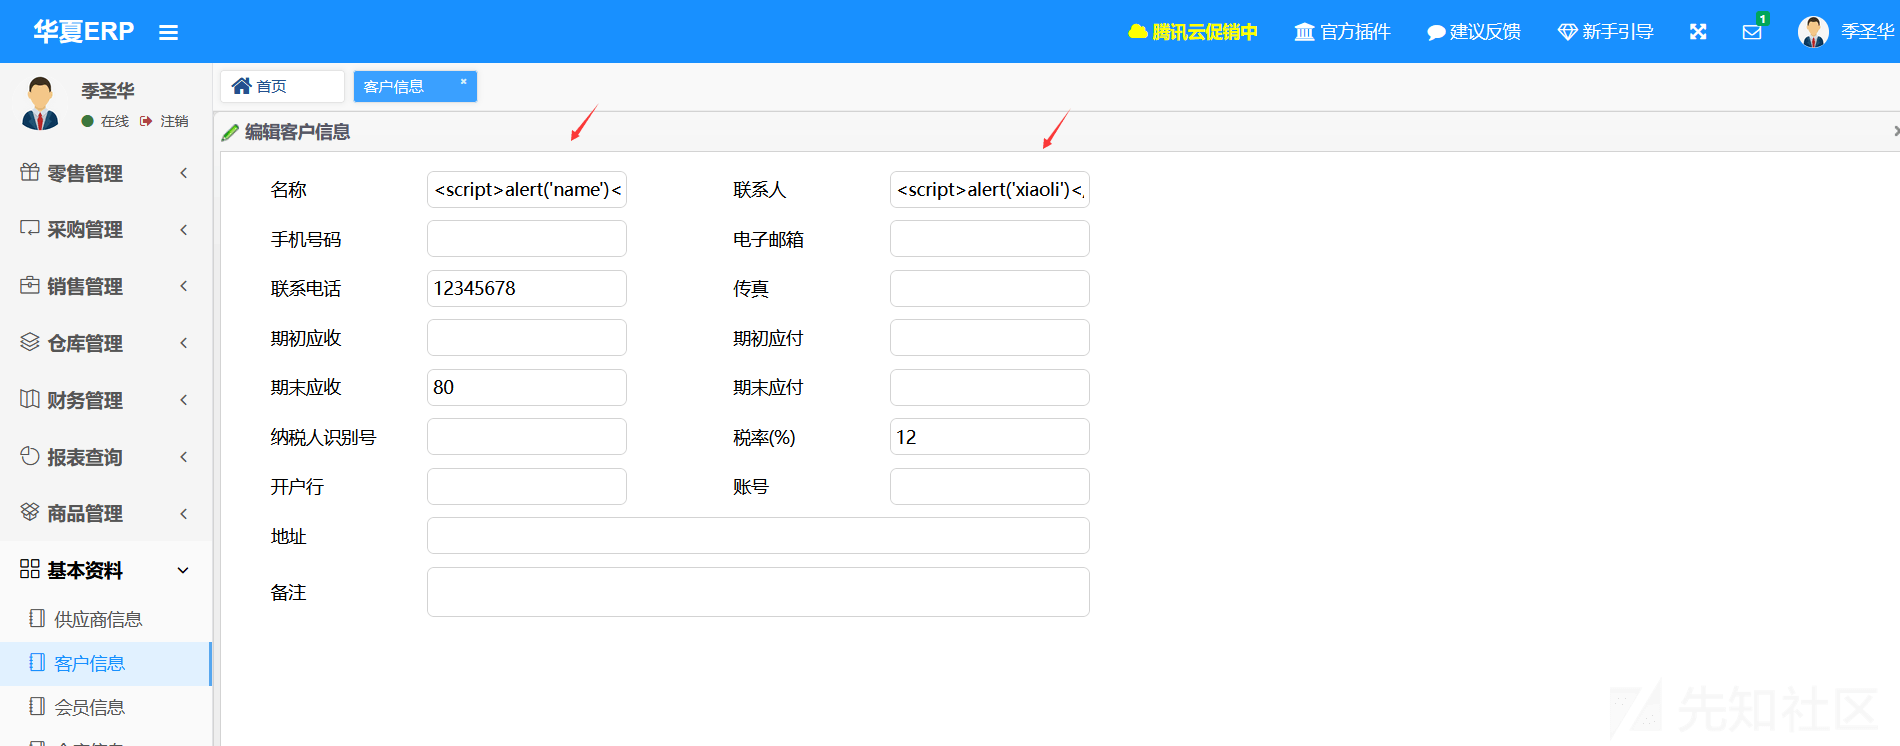 华夏ERP
腾讯云促销中
官方插件
建议反馈
新手引导
1
季圣华
季圣华
在线
注销
首页
客户信息
编辑客户信息
零售管理
采购管理
销售管理
仓库管理
财务管理
报表查询
商品管理
基本资料
供应商信息
客户信息
会员信息
名称
<script>alert('name')<
联系人
<script>alert('xiaoli')<
手机号码
电子邮箱
联系电话
12345678
传真
期初应收
期初应付
期末应收
80
期末应付
纳税人识别号
税率(%)
12
开户行
账号
地址
备注
先知社区